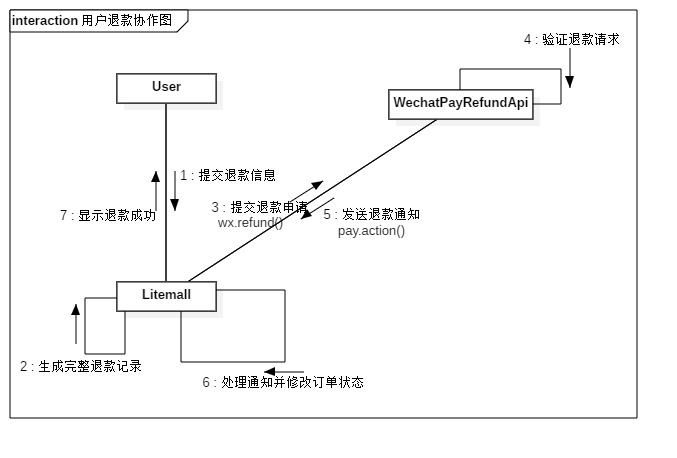 interaction 用户退款协作图
4 : 验证退款请求
User
WechatPayRefundApi
1 : 提交退款信息
7 : 显示退款成功
3 : 提交退款申请
wx.refund()
5 : 发送退款通知
pay.action()
Litemall
2 : 生成完整退款记录
6 : 处理通知并修改订单状态